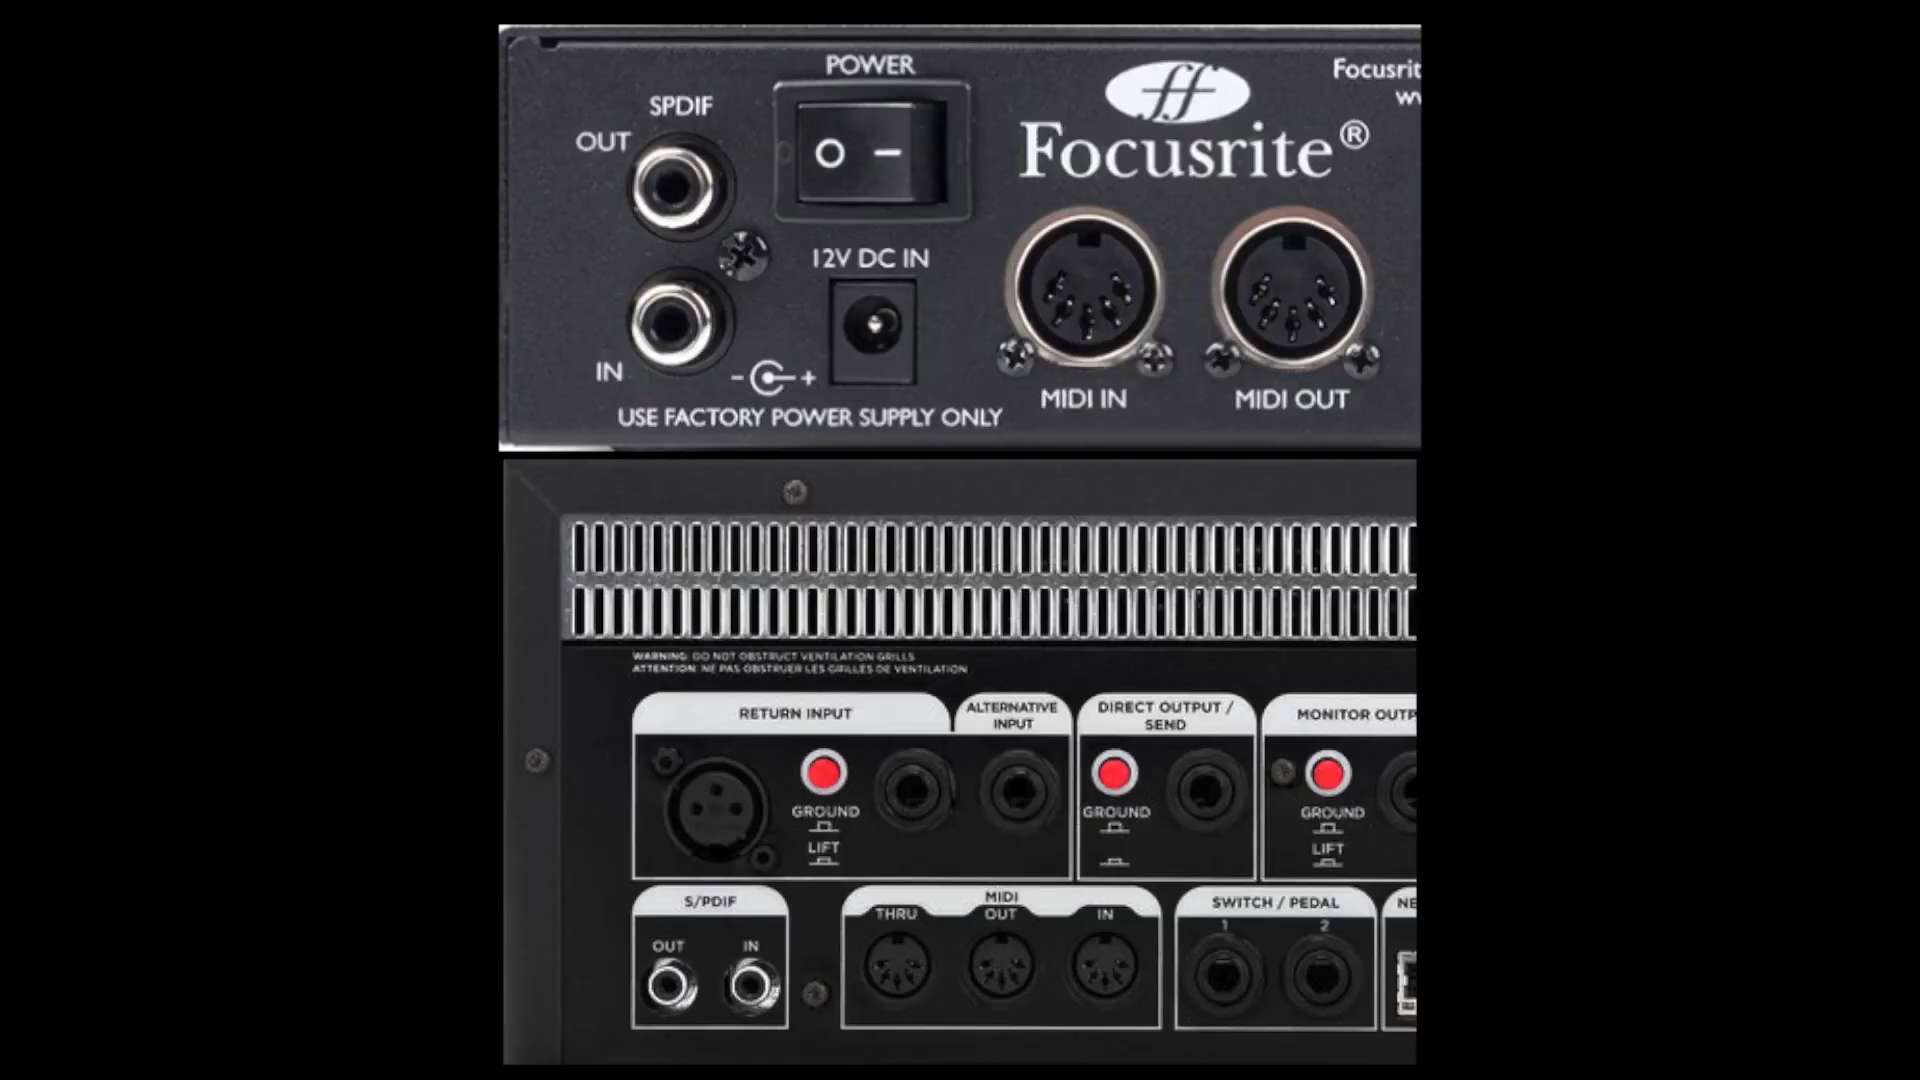 POWER
SPDIF
OUT
O –
Focusrite®
12V DC IN
IN
- +
USE FACTORY POWER SUPPLY ONLY
MIDI IN
MIDI OUT
WARNING: DO NOT OBSTRUCT VENTILATION GRILLS
ATTENTION: NE PAS OBSTRUER LES GRILLES DE VENTILATION
RETURN INPUT
ALTERNATIVE
INPUT
DIRECT OUTPUT /
SEND
MONITOR
GROUND
LIFT
GROUND
GROUND
LIFT
S/PDIF
OUT
IN
MIDI
THRU
OUT
IN
SWITCH / PEDAL
1
2